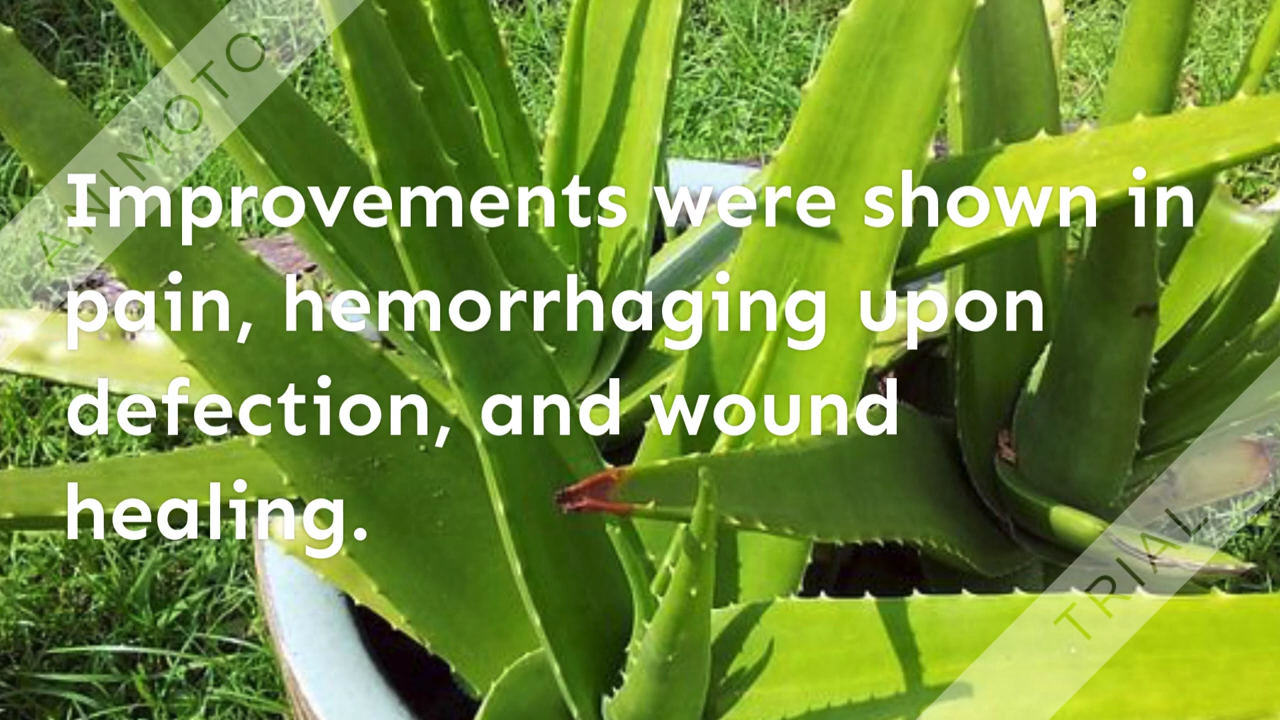 ANIMOTO
Improvements were shown in
pain, hemorrhaging upon
defection, and wound
healing.
TRIAL